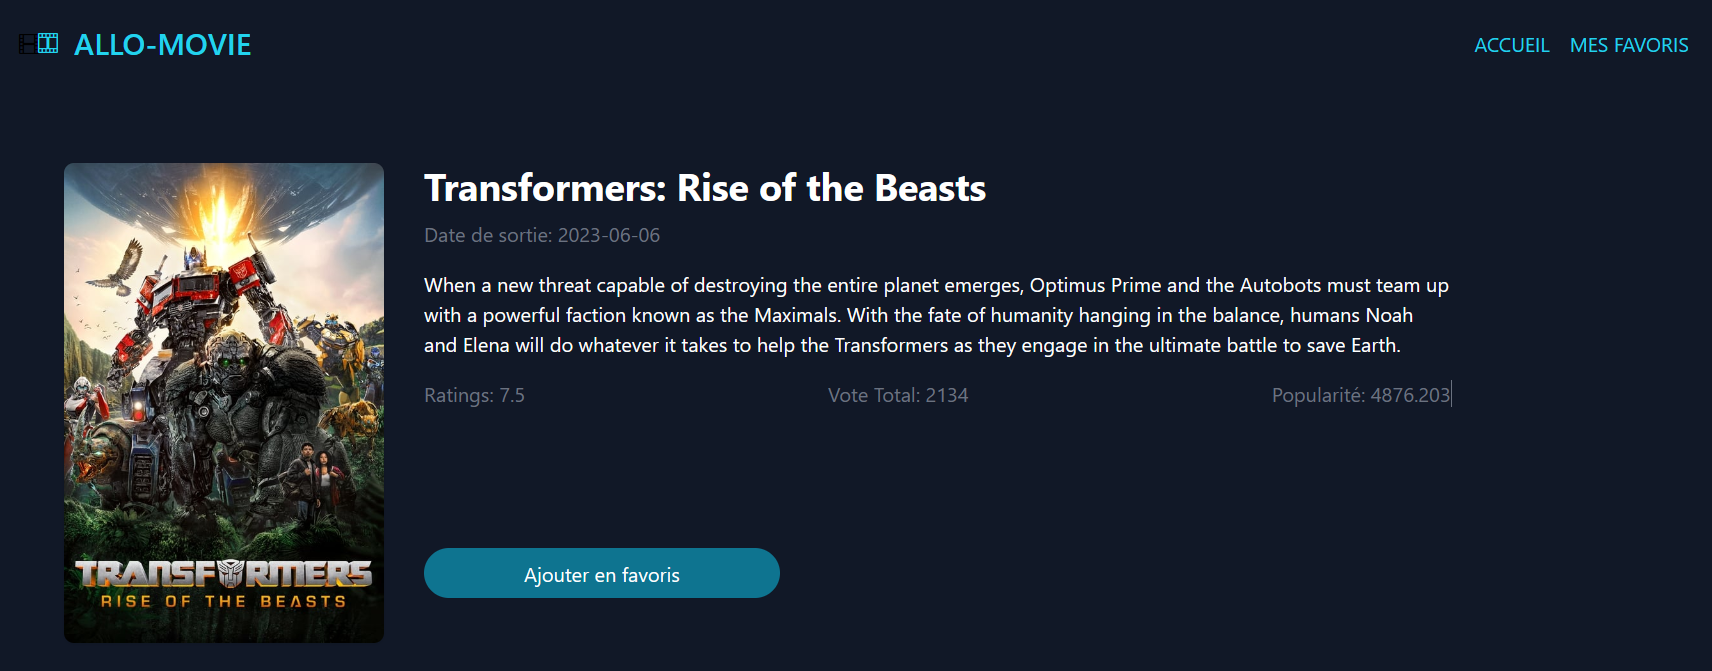 ALLO-MOVIE
ACCUEIL MES FAVORIS
Transformers: Rise of the Beasts
Date de sortie: 2023-06-06
When a new threat capable of destroying the entire planet emerges, Optimus Prime and the Autobots must team up
with a powerful faction known as the Maximals. With the fate of humanity hanging in the balance, humans Noah
and Elena will do whatever it takes to help the Transformers as they engage in the ultimate battle to save Earth.
Ratings: 7.5 Vote Total: 2134 Popularité: 4876.203
Ajouter en favoris
TRANSFORMERS
RISE OF THE BEASTS